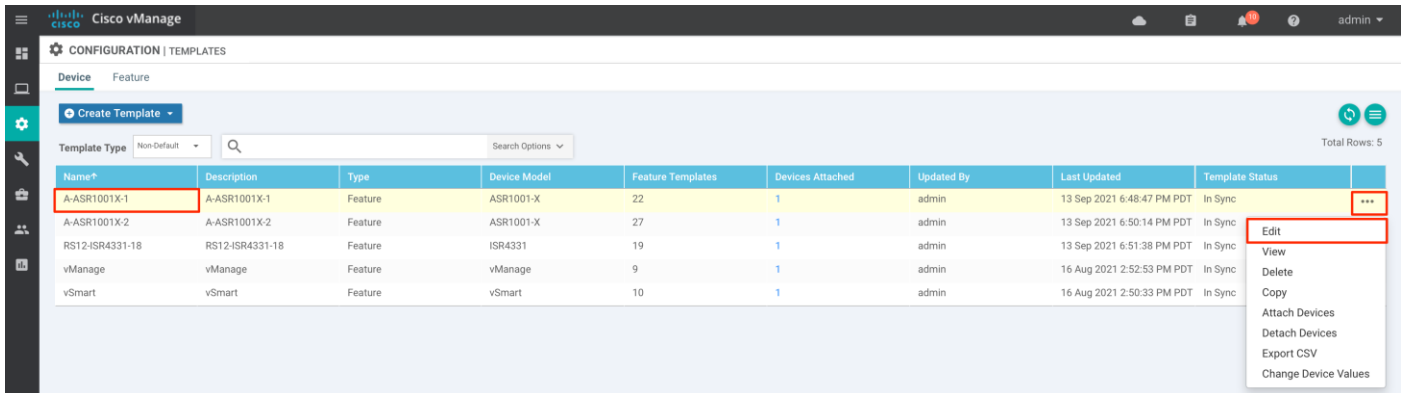 cisco Cisco vManage 10 admin
CONFIGURATION | TEMPLATES
Device Feature
Create Template
Template Type Non-Default Search Options Total Rows: 5
Name↑ Description Type Device Model Feature Templates Devices Attached Updated By Last Updated Template Status
A-ASR1001X-1 A-ASR1001X-1 Feature ASR1001-X 22 1 admin 13 Sep 2021 6:48:47 PM PDT In Sync •••
A-ASR1001X-2 A-ASR1001X-2 Feature ASR1001-X 27 1 admin 13 Sep 2021 6:50:14 PM PDT In Sync
RS12-ISR4331-18 RS12-ISR4331-18 Feature ISR4331 19 1 admin 13 Sep 2021 6:51:38 PM PDT In Sync
vManage vManage Feature vManage 9 1 admin 16 Aug 2021 2:52:53 PM PDT In Sync
vSmart vSmart Feature vSmart 10 1 admin 16 Aug 2021 2:50:33 PM PDT In Sync
Edit
View
Delete
Copy
Attach Devices
Detach Devices
Export CSV
Change Device Values